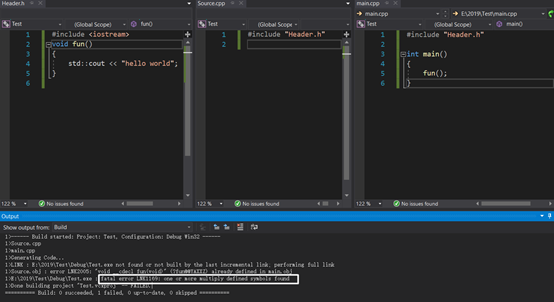 Header.h
Test
(Global Scope)
fun()
1 #include <iostream>
2 void fun()
3 {
4 std::cout << "hello world";
5 }
6
122 %
No issues found
Source.cpp
Test
(Global Scope)
1 #include "Header.h"
2
122 %
No issues found
main.cpp
main.cpp
E:\2019\Test\main.cpp
Test
(Global Scope)
main()
1 #include "Header.h"
2
3 int main()
4 {
5 fun();
6 }
122 %
No issues found
Output
Show output from: Build
1>------ Build started: Project: Test, Configuration: Debug Win32 ------
1>Source.cpp
1>main.cpp
1>Generating Code...
1>LINK : E:\2019\Test\Debug\Test.exe not found or not built by the last incremental link; performing full link
1>Source.obj : error LNK2005: "void __cdecl fun(void)" (?fun@@YAXXZ) already defined in main.obj
1>E:\2019\Test\Debug\Test.exe : fatal error LNK1169: one or more multiply defined symbols found
1>Done building project "Test.vcxproj" -- FAILED.
========== Build: 0 succeeded, 1 failed, 0 up-to-date, 0 skipped ==========